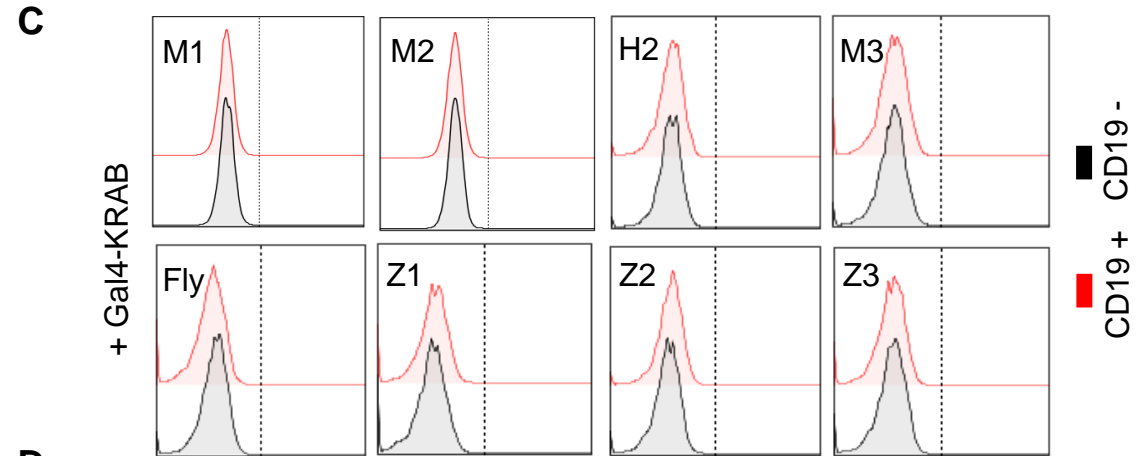 C
M1
M2
H2
M3
+ Gal4-KRAB
Fly
Z1
Z2
Z3
CD19 -
CD19 +